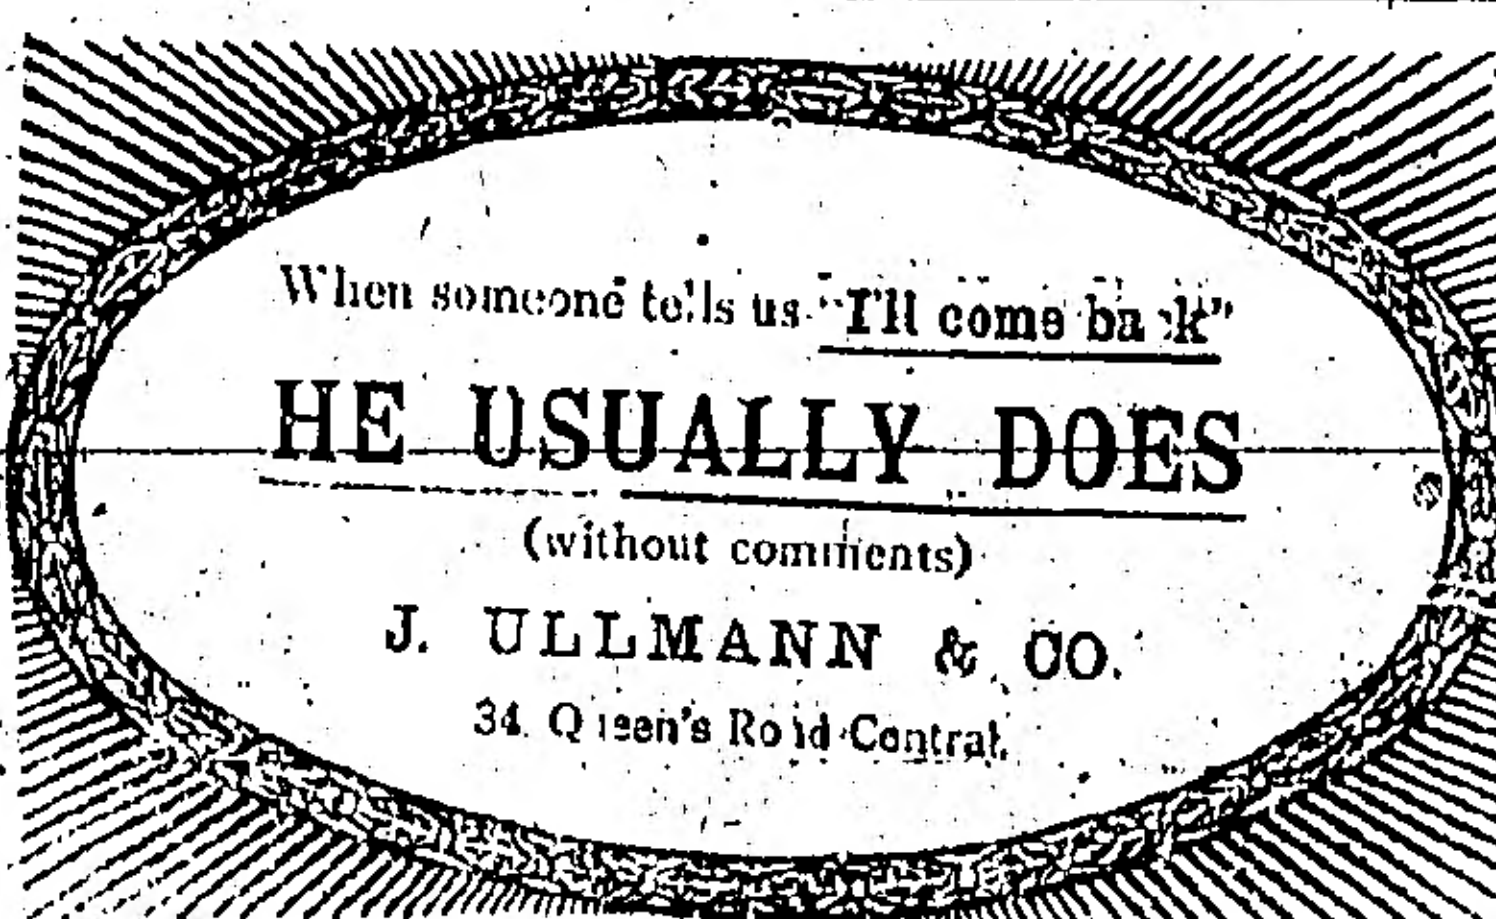 When someone tells us "I'll come back"
HE USUALLY DOES
(without comments)
J. ULLMANN & CO.
34. Queen's Road Central.